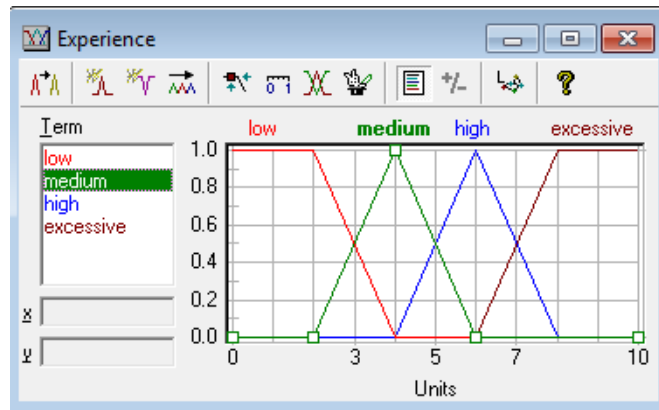 Experience
Term
low
medium
high
excessive
x
y
low medium high excessive
1.0
0.8
0.6
0.4
0.2
0.0
0 3 5 7 10
Units